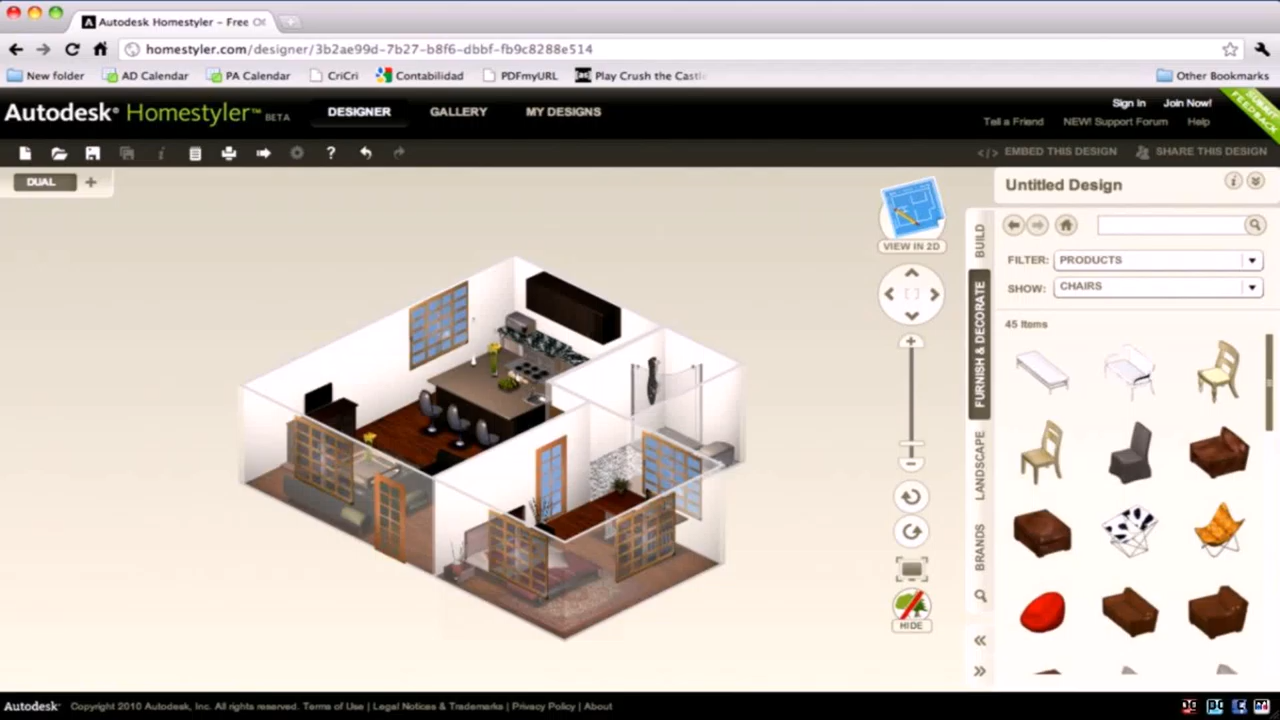 Autodesk Homestyler – Free
homestyler.com/designer/3b2ae99d-7b27-b8f6-dbbf-fb9c8288e514
New folder AD Calendar PA Calendar CriCri Contabilidad PDFmyURL Play Crush the Castle Other Bookmarks
Autodesk® Homestyler™ BETA DESIGNER GALLERY MY DESIGNS
Sign In Join Now!
Tell a Friend NEW! Support Forum Help
FEEDBACK
</> EMBED THIS DESIGN SHARE THIS DESIGN
DUAL
Untitled Design
VIEW IN 2D
BUILD
FURNISH & DECORATE
LANDSCAPE
BRANDS
FILTER: PRODUCTS
SHOW: CHAIRS
45 Items
HIDE
Autodesk® Copyright 2010 Autodesk, Inc. All rights reserved. Terms of Use | Legal Notices & Trademarks | Privacy Policy | About